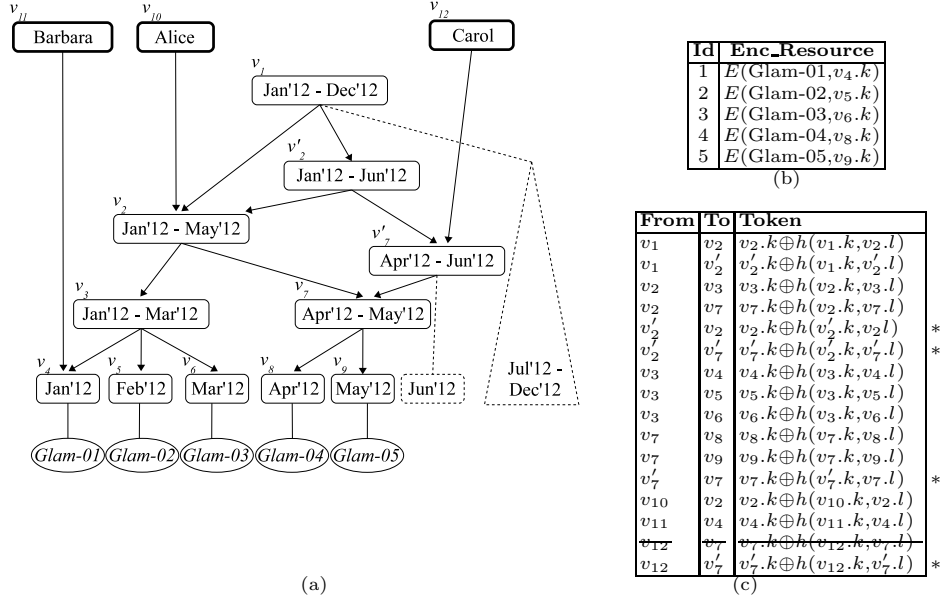 v11
v10
v12
Barbara
Alice
Carol
v1
Jan'12 - Dec'12
v'2
Jan'12 - Jun'12
v2
Jan'12 - May'12
v'7
Apr'12 - Jun'12
v3
Jan'12 - Mar'12
v7
Apr'12 - May'12
v4
v5
v6
v8
v9
Jan'12
Feb'12
Mar'12
Apr'12
May'12
Jun'12
Jul'12 -
Dec'12
Glam-01
Glam-02
Glam-03
Glam-04
Glam-05
(a)
Id Enc_Resource
1 E(Glam-01,v4.k)
2 E(Glam-02,v5.k)
3 E(Glam-03,v6.k)
4 E(Glam-04,v8.k)
5 E(Glam-05,v9.k)
(b)
From To Token
v1 v2 v2.k⊕h(v1.k,v2.l)
v1 v'2 v'2.k⊕h(v1.k,v'2.l)
v2 v3 v3.k⊕h(v2.k,v3.l)
v2 v7 v7.k⊕h(v2.k,v7.l)
v'2 v2 v2.k⊕h(v'2.k,v2l) *
v'2 v'7 v'7.k⊕h(v'2.k,v'7.l) *
v3 v4 v4.k⊕h(v3.k,v4.l)
v3 v5 v5.k⊕h(v3.k,v5.l)
v3 v6 v6.k⊕h(v3.k,v6.l)
v7 v8 v8.k⊕h(v7.k,v8.l)
v7 v9 v9.k⊕h(v7.k,v9.l)
v'7 v7 v7.k⊕h(v'7.k,v7.l) *
v10 v2 v2.k⊕h(v10.k,v2.l)
v11 v4 v4.k⊕h(v11.k,v4.l)
v12 v7 v7.k⊕h(v12.k,v7.l)
v12 v'7 v'7.k⊕h(v12.k,v'7.l) *
(c)